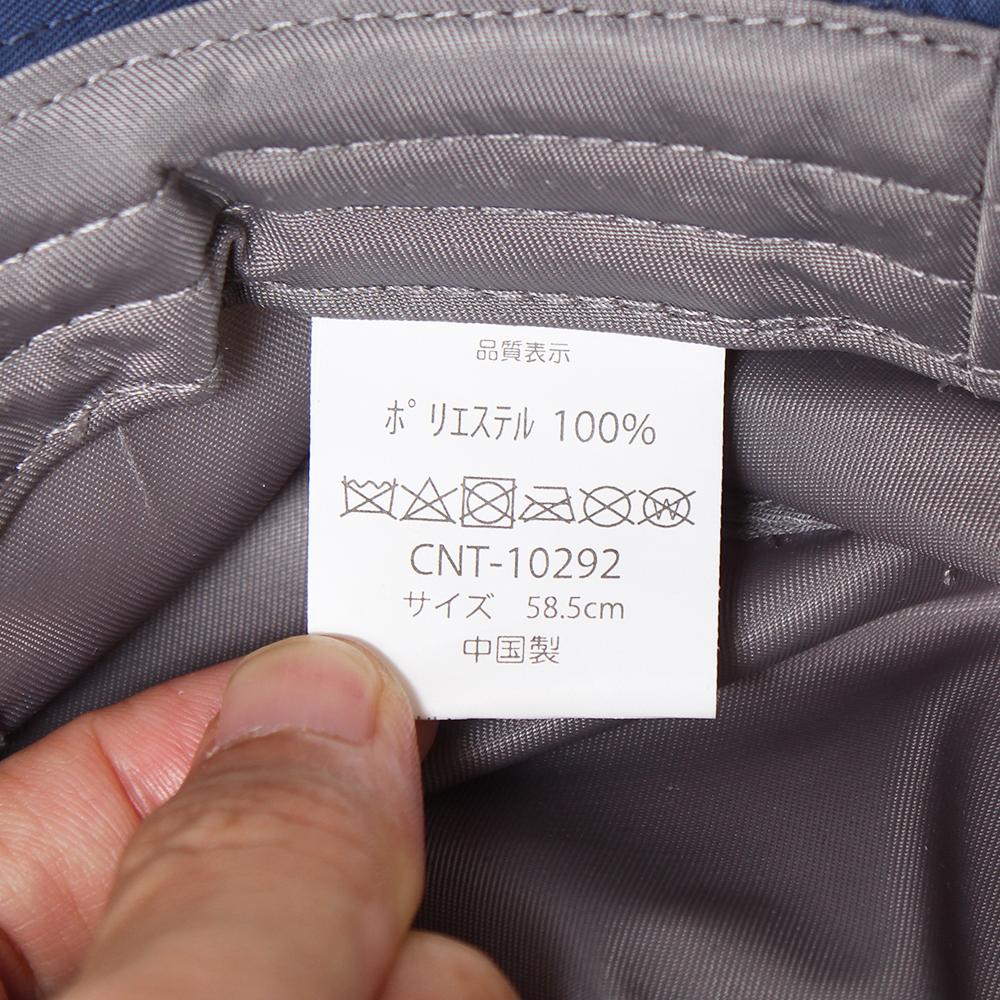 品質表示
ポリエステル 100%
W
CNT-10292
サイズ 58.5cm
中国製